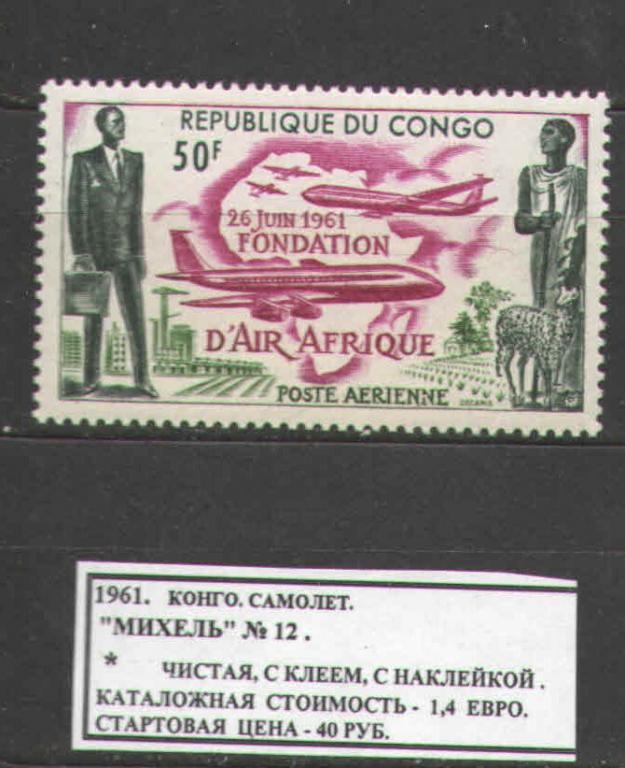 REPUBLIQUE DU CONGO
50F
26 JUIN 1961
FONDATION
D'AIR AFRIQUE
POSTE AERIENNE
1961. КОНГО. САМОЛЕТ.
"МИХЕЛЬ" № 12 .
* ЧИСТАЯ, С КЛЕЕМ, С НАКЛЕЙКОЙ .
КАТАЛОЖНАЯ СТОИМОСТЬ - 1,4 ЕВРО.
СТАРТОВАЯ ЦЕНА - 40 РУБ.